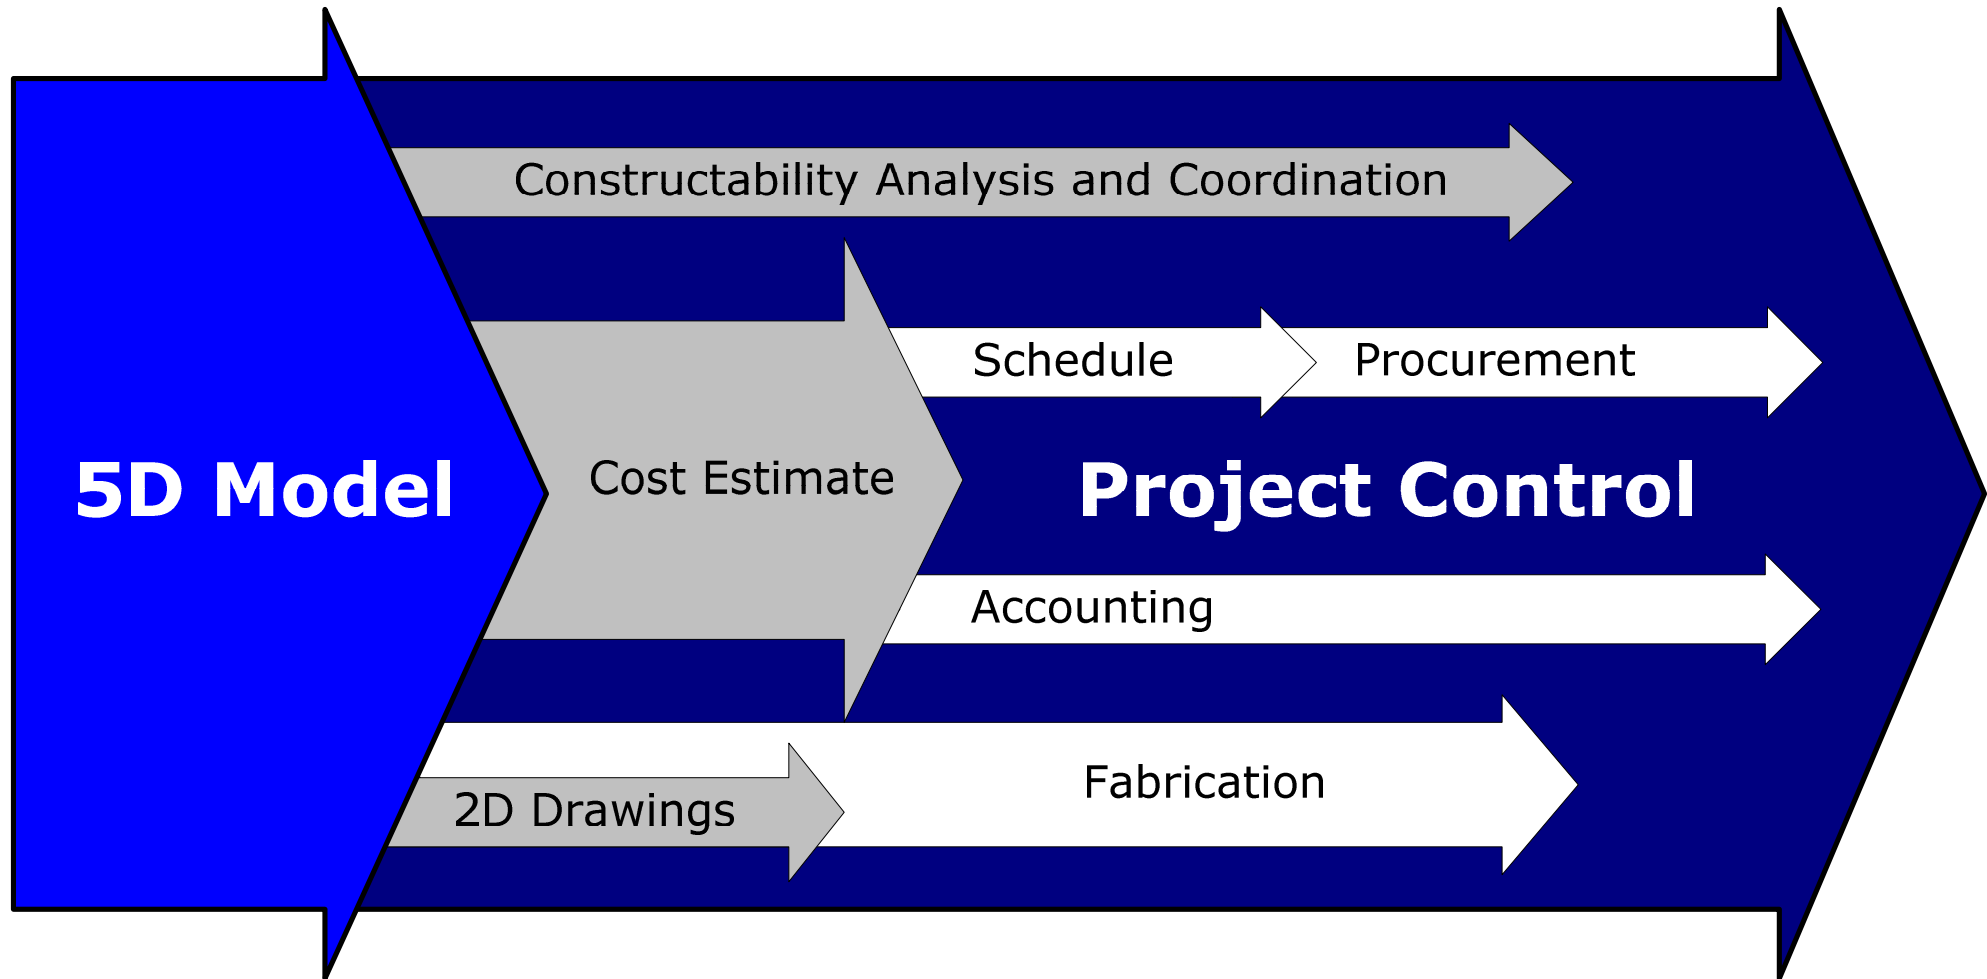 Constructability Analysis and Coordination
Schedule
Procurement
5D Model
Cost Estimate
Project Control
Accounting
2D Drawings
Fabrication